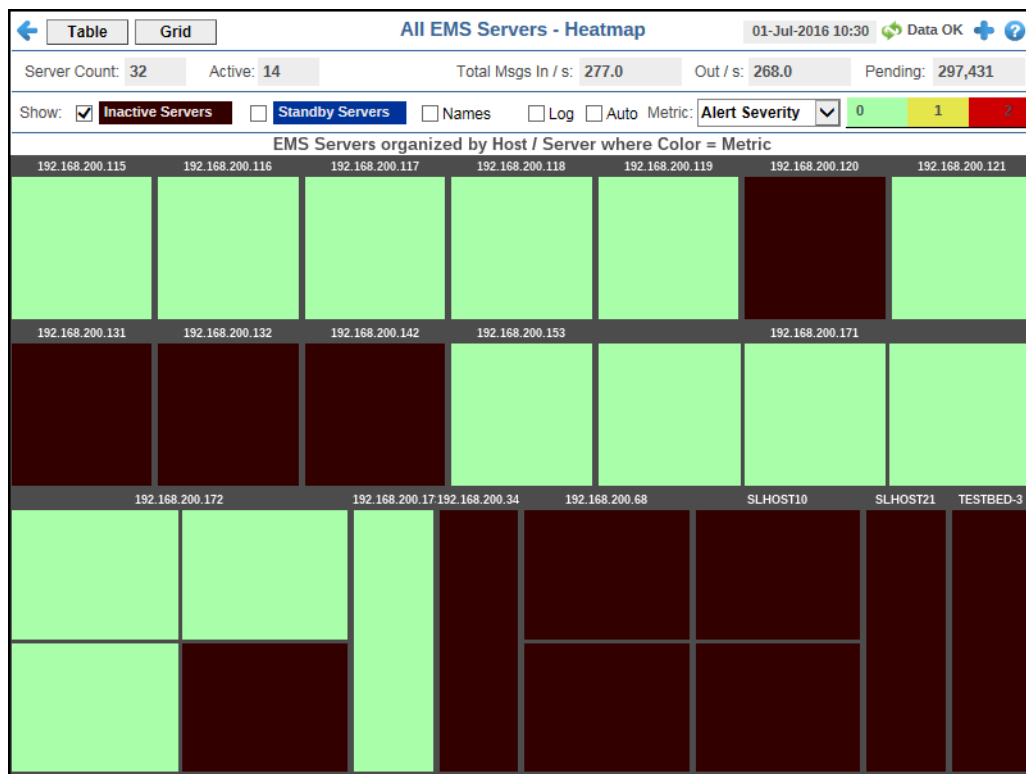 Table Grid All EMS Servers - Heatmap 01-Jul-2016 10:30 Data OK
Server Count: 32 Active: 14 Total Msgs In / s: 277.0 Out / s: 268.0 Pending: 297,431
Show: Inactive Servers Standby Servers Names Log Auto Metric: Alert Severity 0 1 2
EMS Servers organized by Host / Server where Color = Metric
192.168.200.115 192.168.200.116 192.168.200.117 192.168.200.118 192.168.200.119 192.168.200.120 192.168.200.121
192.168.200.131 192.168.200.132 192.168.200.142 192.168.200.153 192.168.200.171
192.168.200.172 192.168.200.17 192.168.200.34 192.168.200.68 SLHOST10 SLHOST21 TESTBED-3